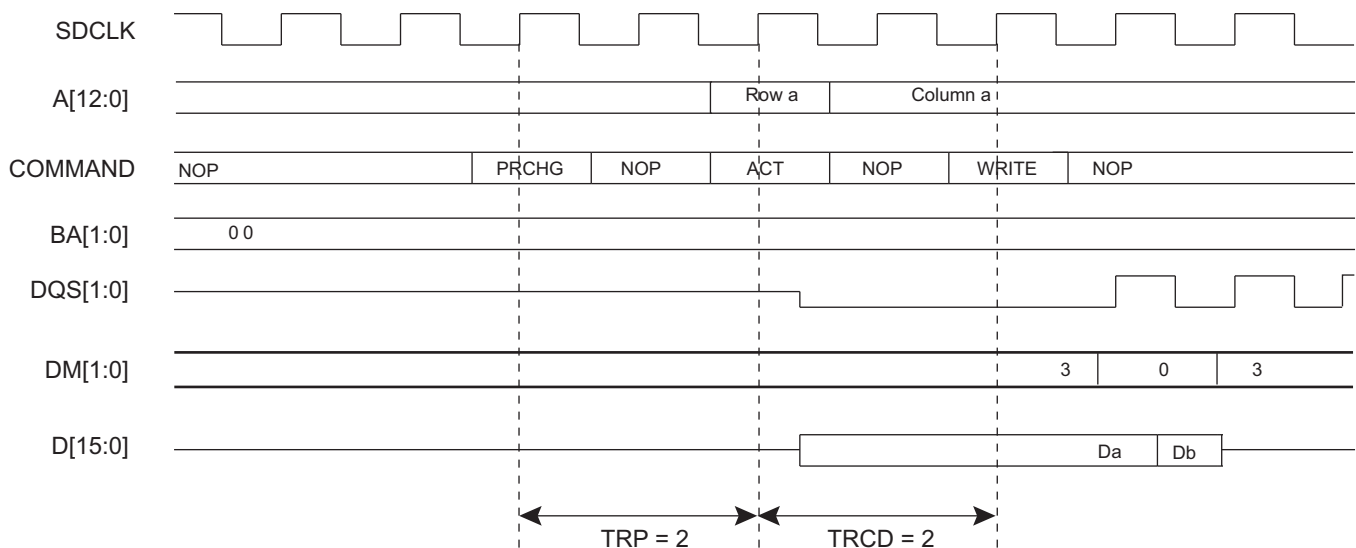 SDCLK
A[12:0] Row a Column a
COMMAND NOP PRCHG NOP ACT NOP WRITE NOP
BA[1:0] 0 0
DQS[1:0]
DM[1:0] 3 0 3
D[15:0] Da Db
TRP = 2 TRCD = 2